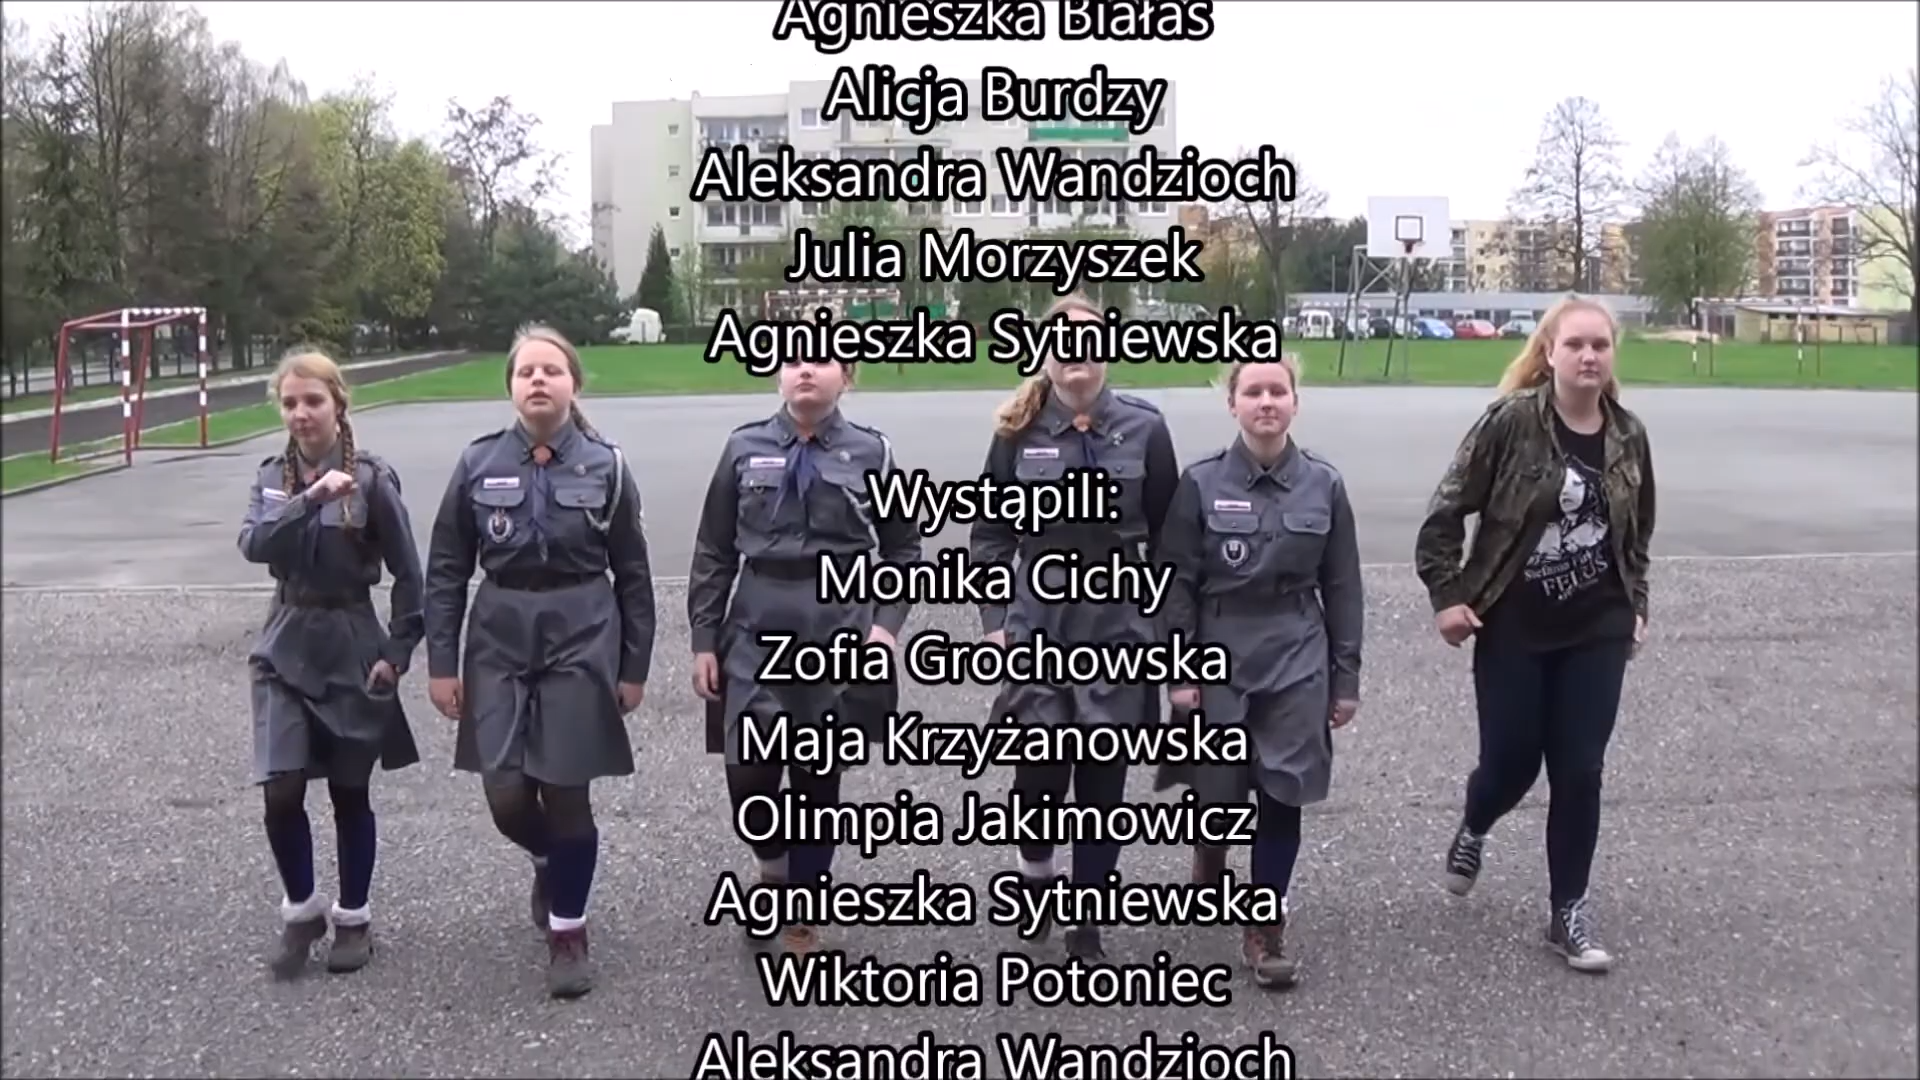 Agnieszka Białas
Alicja Burdzy
Aleksandra Wandzioch
Julia Morzyszek
Agnieszka Sytniewska
Wystąpili:
Monika Cichy
Zofia Grochowska
Maja Krzyżanowska
Olimpia Jakimowicz
Agnieszka Sytniewska
Wiktoria Potoniec
Aleksandra Wandzioch
FELUŚ